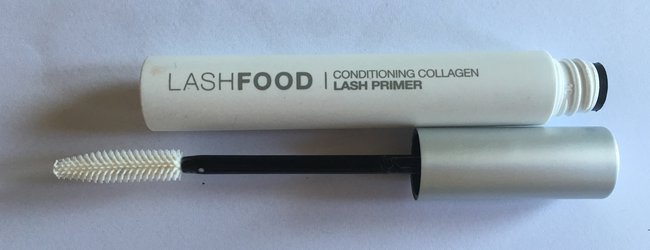 LASHFOOD | CONDITIONING COLLAGEN
LASH PRIMER